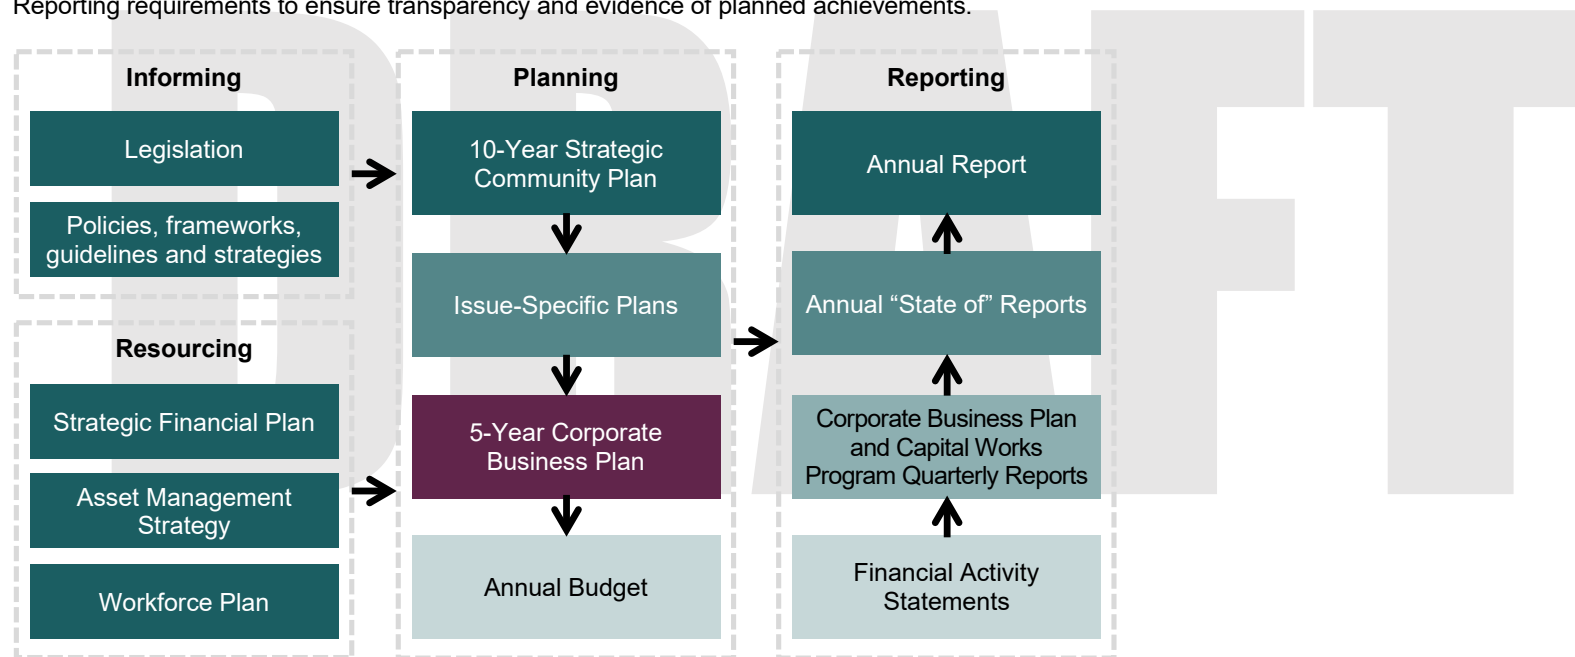 Reporting requirements to ensure transparency and evidence of planned achievements.
DRAFT
Informing
Legislation
Policies, frameworks,
guidelines and strategies
Resourcing
Strategic Financial Plan
Asset Management
Strategy
Workforce Plan
Planning
10-Year Strategic
Community Plan
Issue-Specific Plans
5-Year Corporate
Business Plan
Annual Budget
Reporting
Annual Report
Annual “State of” Reports
Corporate Business Plan
and Capital Works
Program Quarterly Reports
Financial Activity
Statements